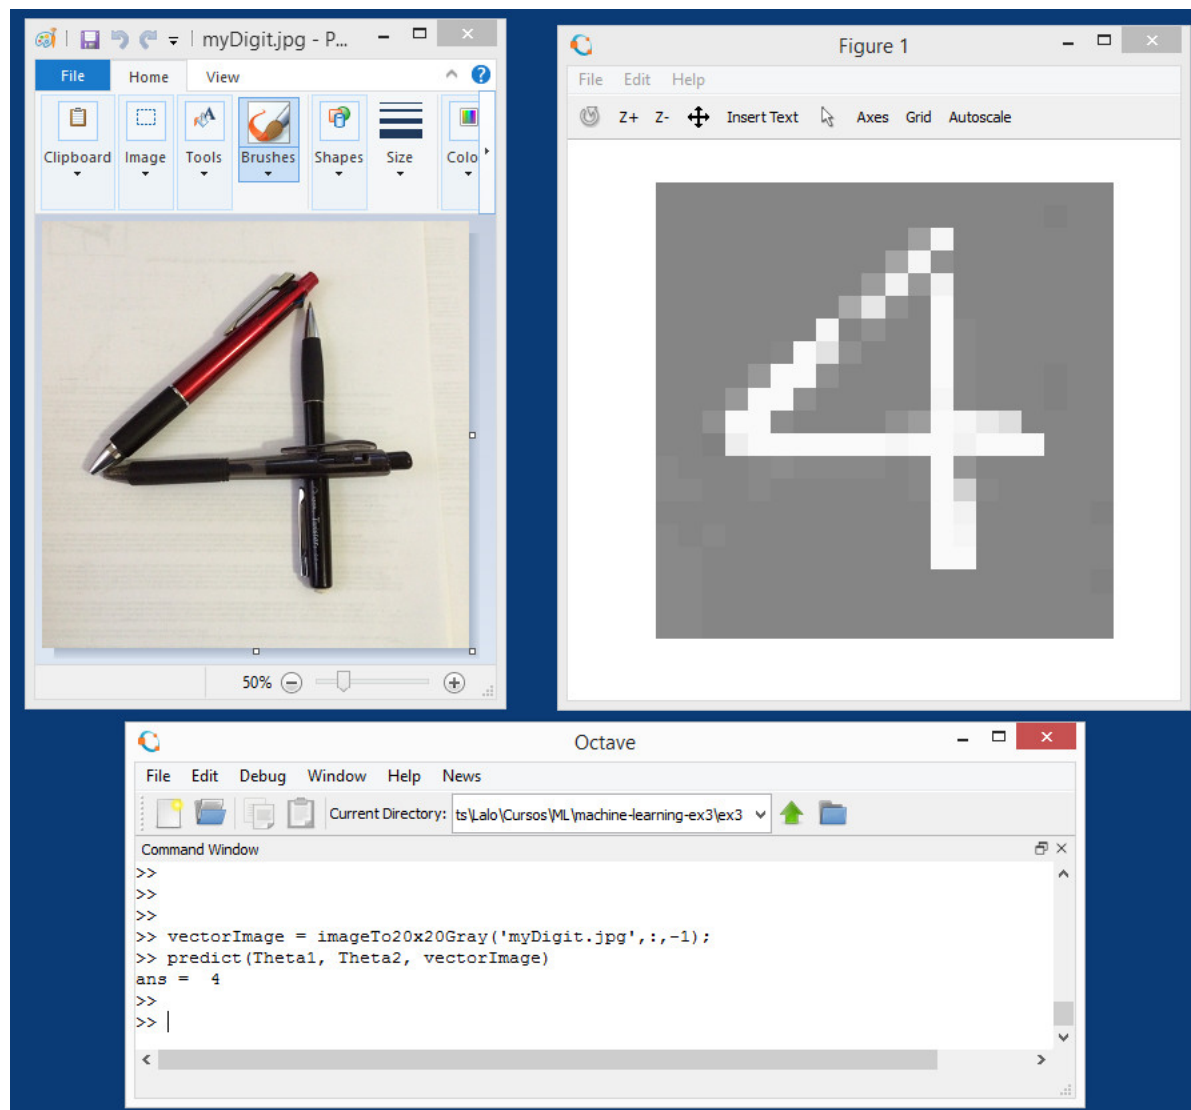 myDigit.jpg - P...
File Home View
Clipboard Image Tools Brushes Shapes Size Colo
50%
Figure 1
File Edit Help
Z+ Z- Insert Text Axes Grid Autoscale
Octave
File Edit Debug Window Help News
Current Directory: ts\Lalo\Cursos\ML\machine-learning-ex3\ex3
Command Window
>>
>>
>>
>> vectorImage = imageTo20x20Gray('myDigit.jpg',:,-1);
>> predict(Theta1, Theta2, vectorImage)
ans = 4
>>
>>